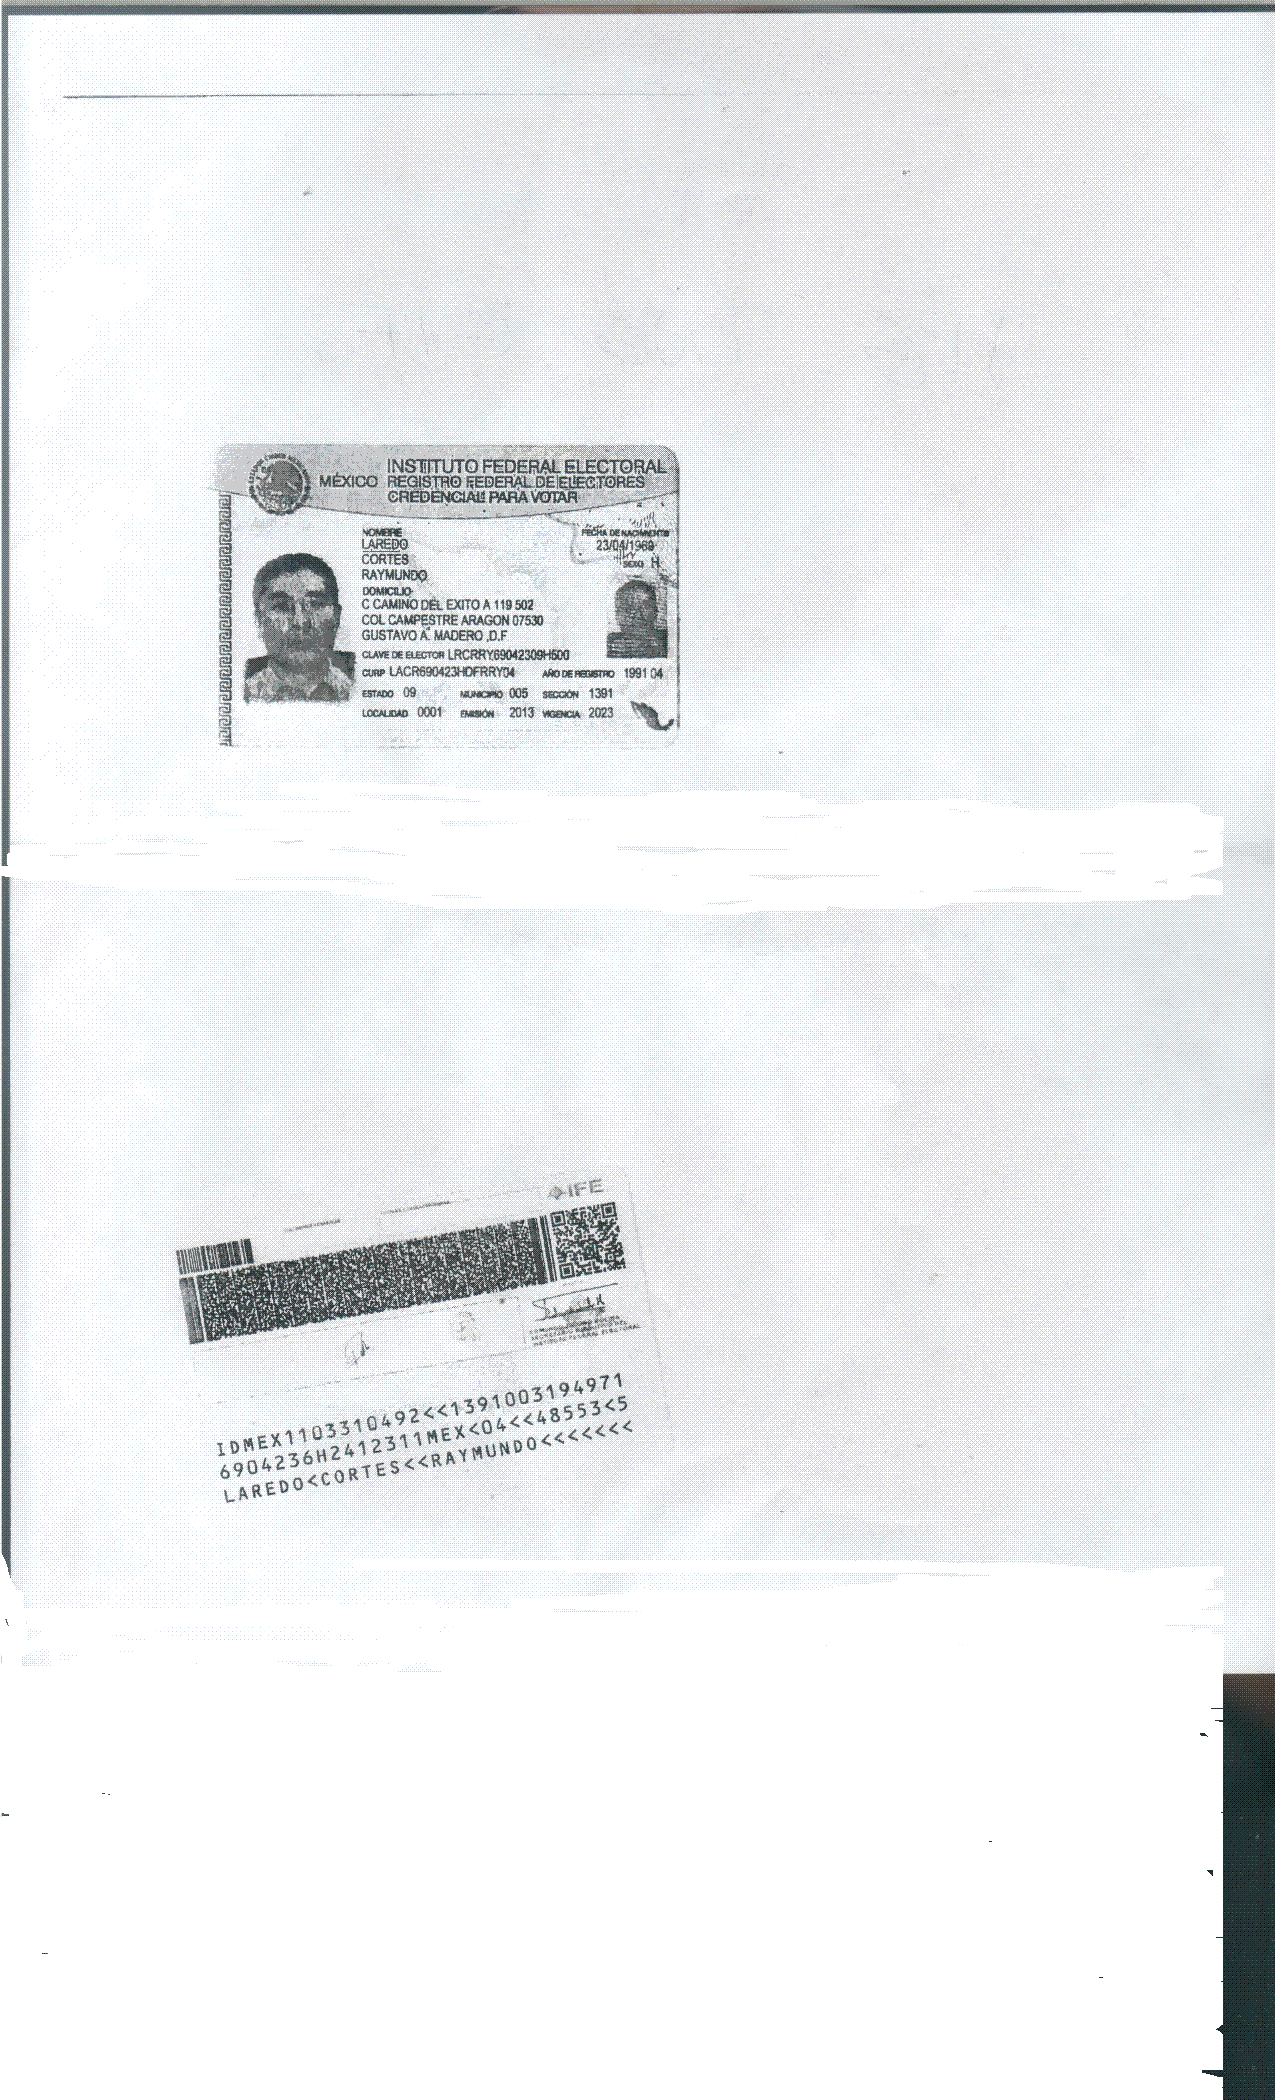 INSTITUTO FEDERAL ELECTORAL
MÉXICO REGISTRO FEDERAL DE ELECTORES
CREDENCIAL PARA VOTAR
NOMBRE
LAREDO
CORTES
RAYMUNDO
FECHA DE NACIMIENTO
23/04/1969
SEXO H
DOMICILIO
C CAMINO DEL EXITO A 119 502
COL CAMPESTRE ARAGON 07530
GUSTAVO A. MADERO ,D.F
CLAVE DE ELECTOR LRCRRY69042309H500
CURP LACR690423HDFRRY04 AÑO DE REGISTRO 1991 04
ESTADO 09 MUNICIPIO 005 SECCIÓN 1391
LOCALIDAD 0001 EMISIÓN 2013 VIGENCIA 2023
IFE
INSTITUTO FEDERAL ELECTORAL
IDMEX1103310492<<1391003194971
6904236H2412311MEX<04<<48553<5
LAREDO<CORTES<<RAYMUNDO<<<<<<<